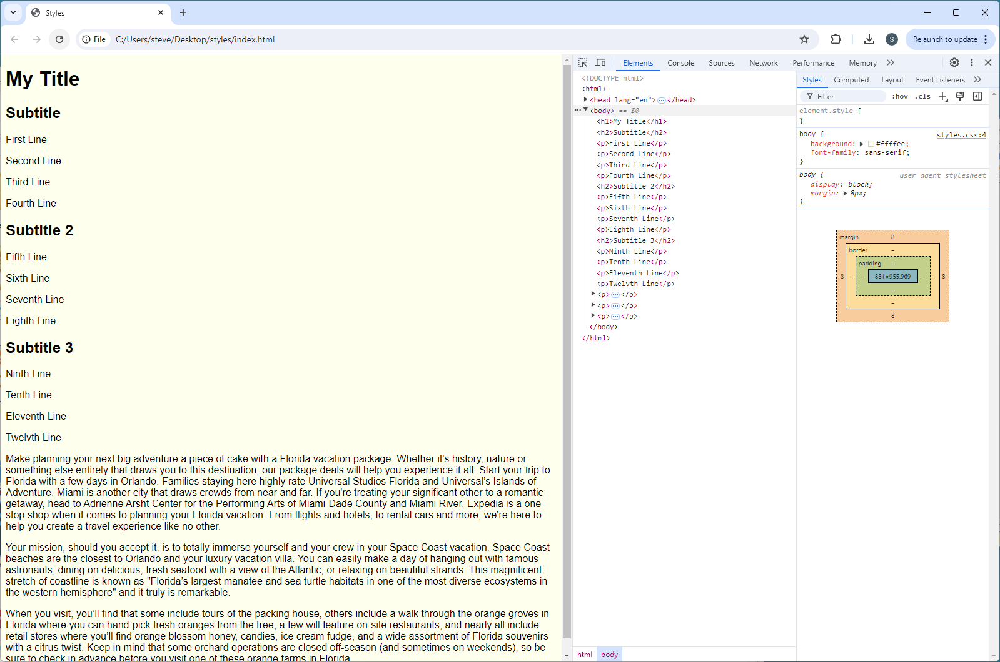 Styles
File
C:/Users/steve/Desktop/styles/index.html
S
Relaunch to update
My Title
Subtitle
First Line
Second Line
Third Line
Fourth Line
Subtitle 2
Fifth Line
Sixth Line
Seventh Line
Eighth Line
Subtitle 3
Ninth Line
Tenth Line
Eleventh Line
Twelvth Line
Make planning your next big adventure a piece of cake with a Florida vacation package. Whether it's history, nature or
something else entirely that draws you to this destination, our package deals will help you experience it all. Start your trip to
Florida with a few days in Orlando. Families staying here highly rate Universal Studios Florida and Universal’s Islands of
Adventure. Miami is another city that draws crowds from near and far. If you're treating your significant other to a romantic
getaway, head to Adrienne Arsht Center for the Performing Arts of Miami-Dade County and Miami River. Expedia is a one-
stop shop when it comes to planning your Florida vacation. From flights and hotels, to rental cars and more, we're here to
help you create a travel experience like no other.
Your mission, should you accept it, is to totally immerse yourself and your crew in your Space Coast vacation. Space Coast
beaches are the closest to Orlando and your luxury vacation villa. You can easily make a day of hanging out with famous
astronauts, dining on delicious, fresh seafood with a view of the Atlantic, or relaxing on beautiful strands. This magnificent
stretch of coastline is known as "Florida’s largest manatee and sea turtle habitats in one of the most diverse ecosystems in
the western hemisphere" and it truly is remarkable.
When you visit, you’ll find that some include tours of the packing house, others include a walk through the orange groves in
Florida where you can hand-pick fresh oranges from the tree, a few will feature on-site restaurants, and nearly all include
retail stores where you’ll find orange blossom honey, candies, ice cream fudge, and a wide assortment of Florida souvenirs
with a citrus twist. Keep in mind that some orchard operations are closed off-season (and sometimes on weekends), so be
sure to check in advance before you visit one of these orange farms in Florida
Elements Console Sources Network Performance Memory
<!DOCTYPE html>
<html>
<head lang="en"> … </head>
… <body> == $0
<h1>My Title</h1>
<h2>Subtitle</h2>
<p>First Line</p>
<p>Second Line</p>
<p>Third Line</p>
<p>Fourth Line</p>
<h2>Subtitle 2</h2>
<p>Fifth Line</p>
<p>Sixth Line</p>
<p>Seventh Line</p>
<p>Eighth Line</p>
<h2>Subtitle 3</h2>
<p>Ninth Line</p>
<p>Tenth Line</p>
<p>Eleventh Line</p>
<p>Twelvth Line</p>
<p> … </p>
<p> … </p>
<p> … </p>
</body>
</html>
html body
Styles Computed Layout Event Listeners
Filter :hov .cls
element.style {
}
body { styles.css:4
background: #ffffee;
font-family: sans-serif;
}
body { user agent stylesheet
display: block;
margin: 8px;
}
margin 8
border –
padding –
8 – – 881×955.969 – – 8
–
–
8